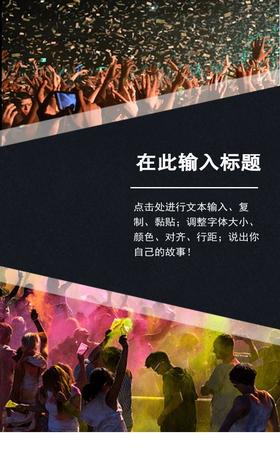 在此输入标题
点击处进行文本输入、复
制、黏贴；调整字体大小、
颜色、对齐、行距；说出你
自己的故事！